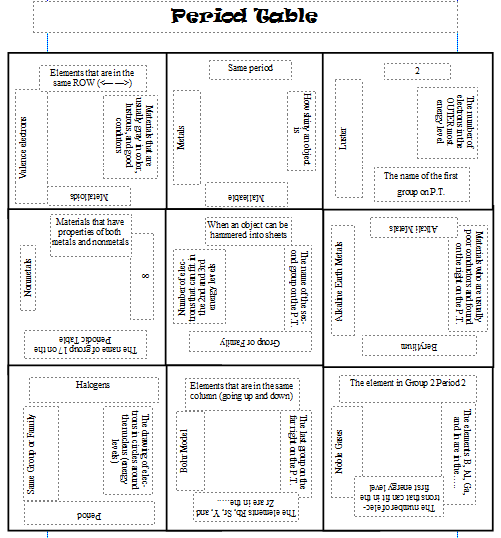 Period Table
Elements that are in the
same ROW (<----->)
Valence electrons
Materials that are
usually gray in color,
lustrous, and good
conditions
Metalloids
Same period
Metals
How shiny an object
is
Malleable
2
Luster
The number of
electrons in the
OUTER most
energy level
The name of the first
group on P.T.
Materials that have
properties of both
metals and nonmetals
Nonmetals
8
The name of group 17 on the
Periodic Table
When an object can be
hammered into sheets
Number of elec-
trons that can fit in
the 2nd and 3rd
energy levels
The name of the sec-
ond group on the P.T.
Group or Family
Alkali Metals
Alkaline Earth Metals
Materials who are usually
poor conditions and found
on the right on the P.T.
Beryllium
Halogens
Same Group or Family
The drawing of elec-
trons in circles around
the nucleus (energy
levels)
Period
Elements that are in the same
column (going up and down)
Bohr Model
The last group on the
far right on the P.T.
The elements Rb, Sr, Y, and
Zr are in the......
The element in Group 2 Period 2
Noble Gases
The elements B, Al, Ga,
and In are in the.....
The number of elec-
trons that can fit in the
first energy level